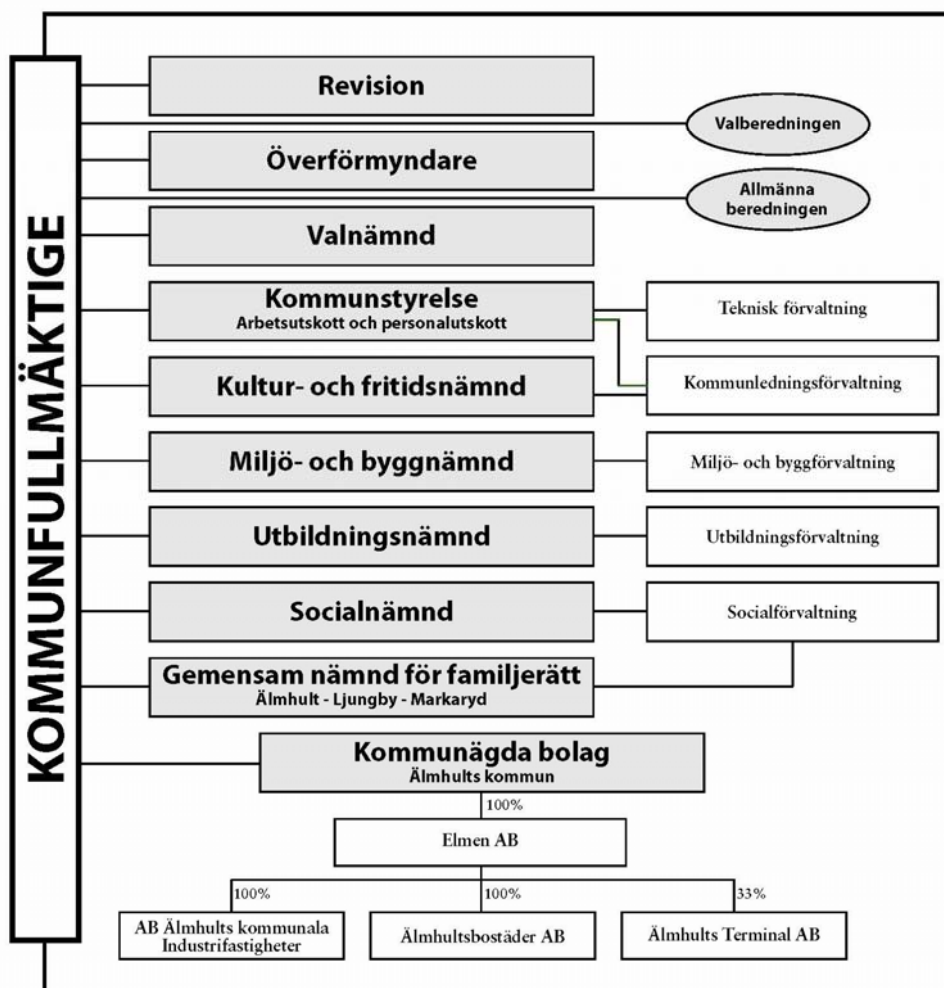 KOMMUNFULLMÄKTIGE
Revision
Valberedningen
Överförmyndare
Allmänna
beredningen
Valnämnd
Kommunstyrelse
Arbetsutskott och personalutskott
Teknisk förvaltning
Kultur- och fritidsnämnd
Kommunledningsförvaltning
Miljö- och byggnämnd
Miljö- och byggförvaltning
Utbildningsnämnd
Utbildningsförvaltning
Socialnämnd
Socialförvaltning
Gemensam nämnd för familjerätt
Älmhult - Ljungby - Markaryd
Kommunägda bolag
Älmhults kommun
100%
Elmen AB
100%
100%
33%
AB Älmhults kommunala
Industrifastigheter
Älmhultsbostäder AB
Älmhults Terminal AB